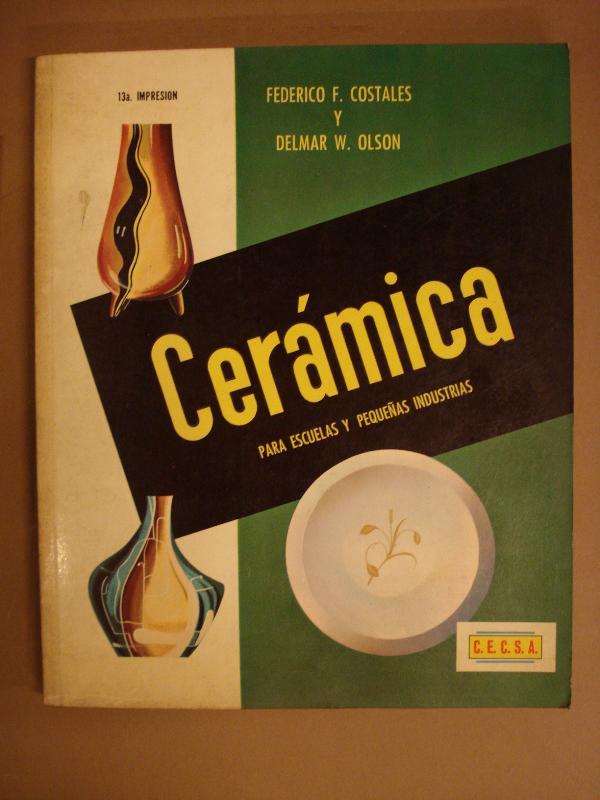 13a. IMPRESION
FEDERICO F. COSTALES
Y
DELMAR W. OLSON
Cerámica
PARA ESCUELAS Y PEQUEÑAS INDUSTRIAS
C. E. C. S. A.